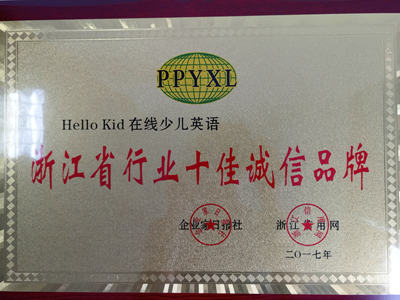 PPYXL
Hello Kid 在线少儿英语
浙江省行业十佳诚信品牌
企业家日报社 浙江信用网
二〇一七年